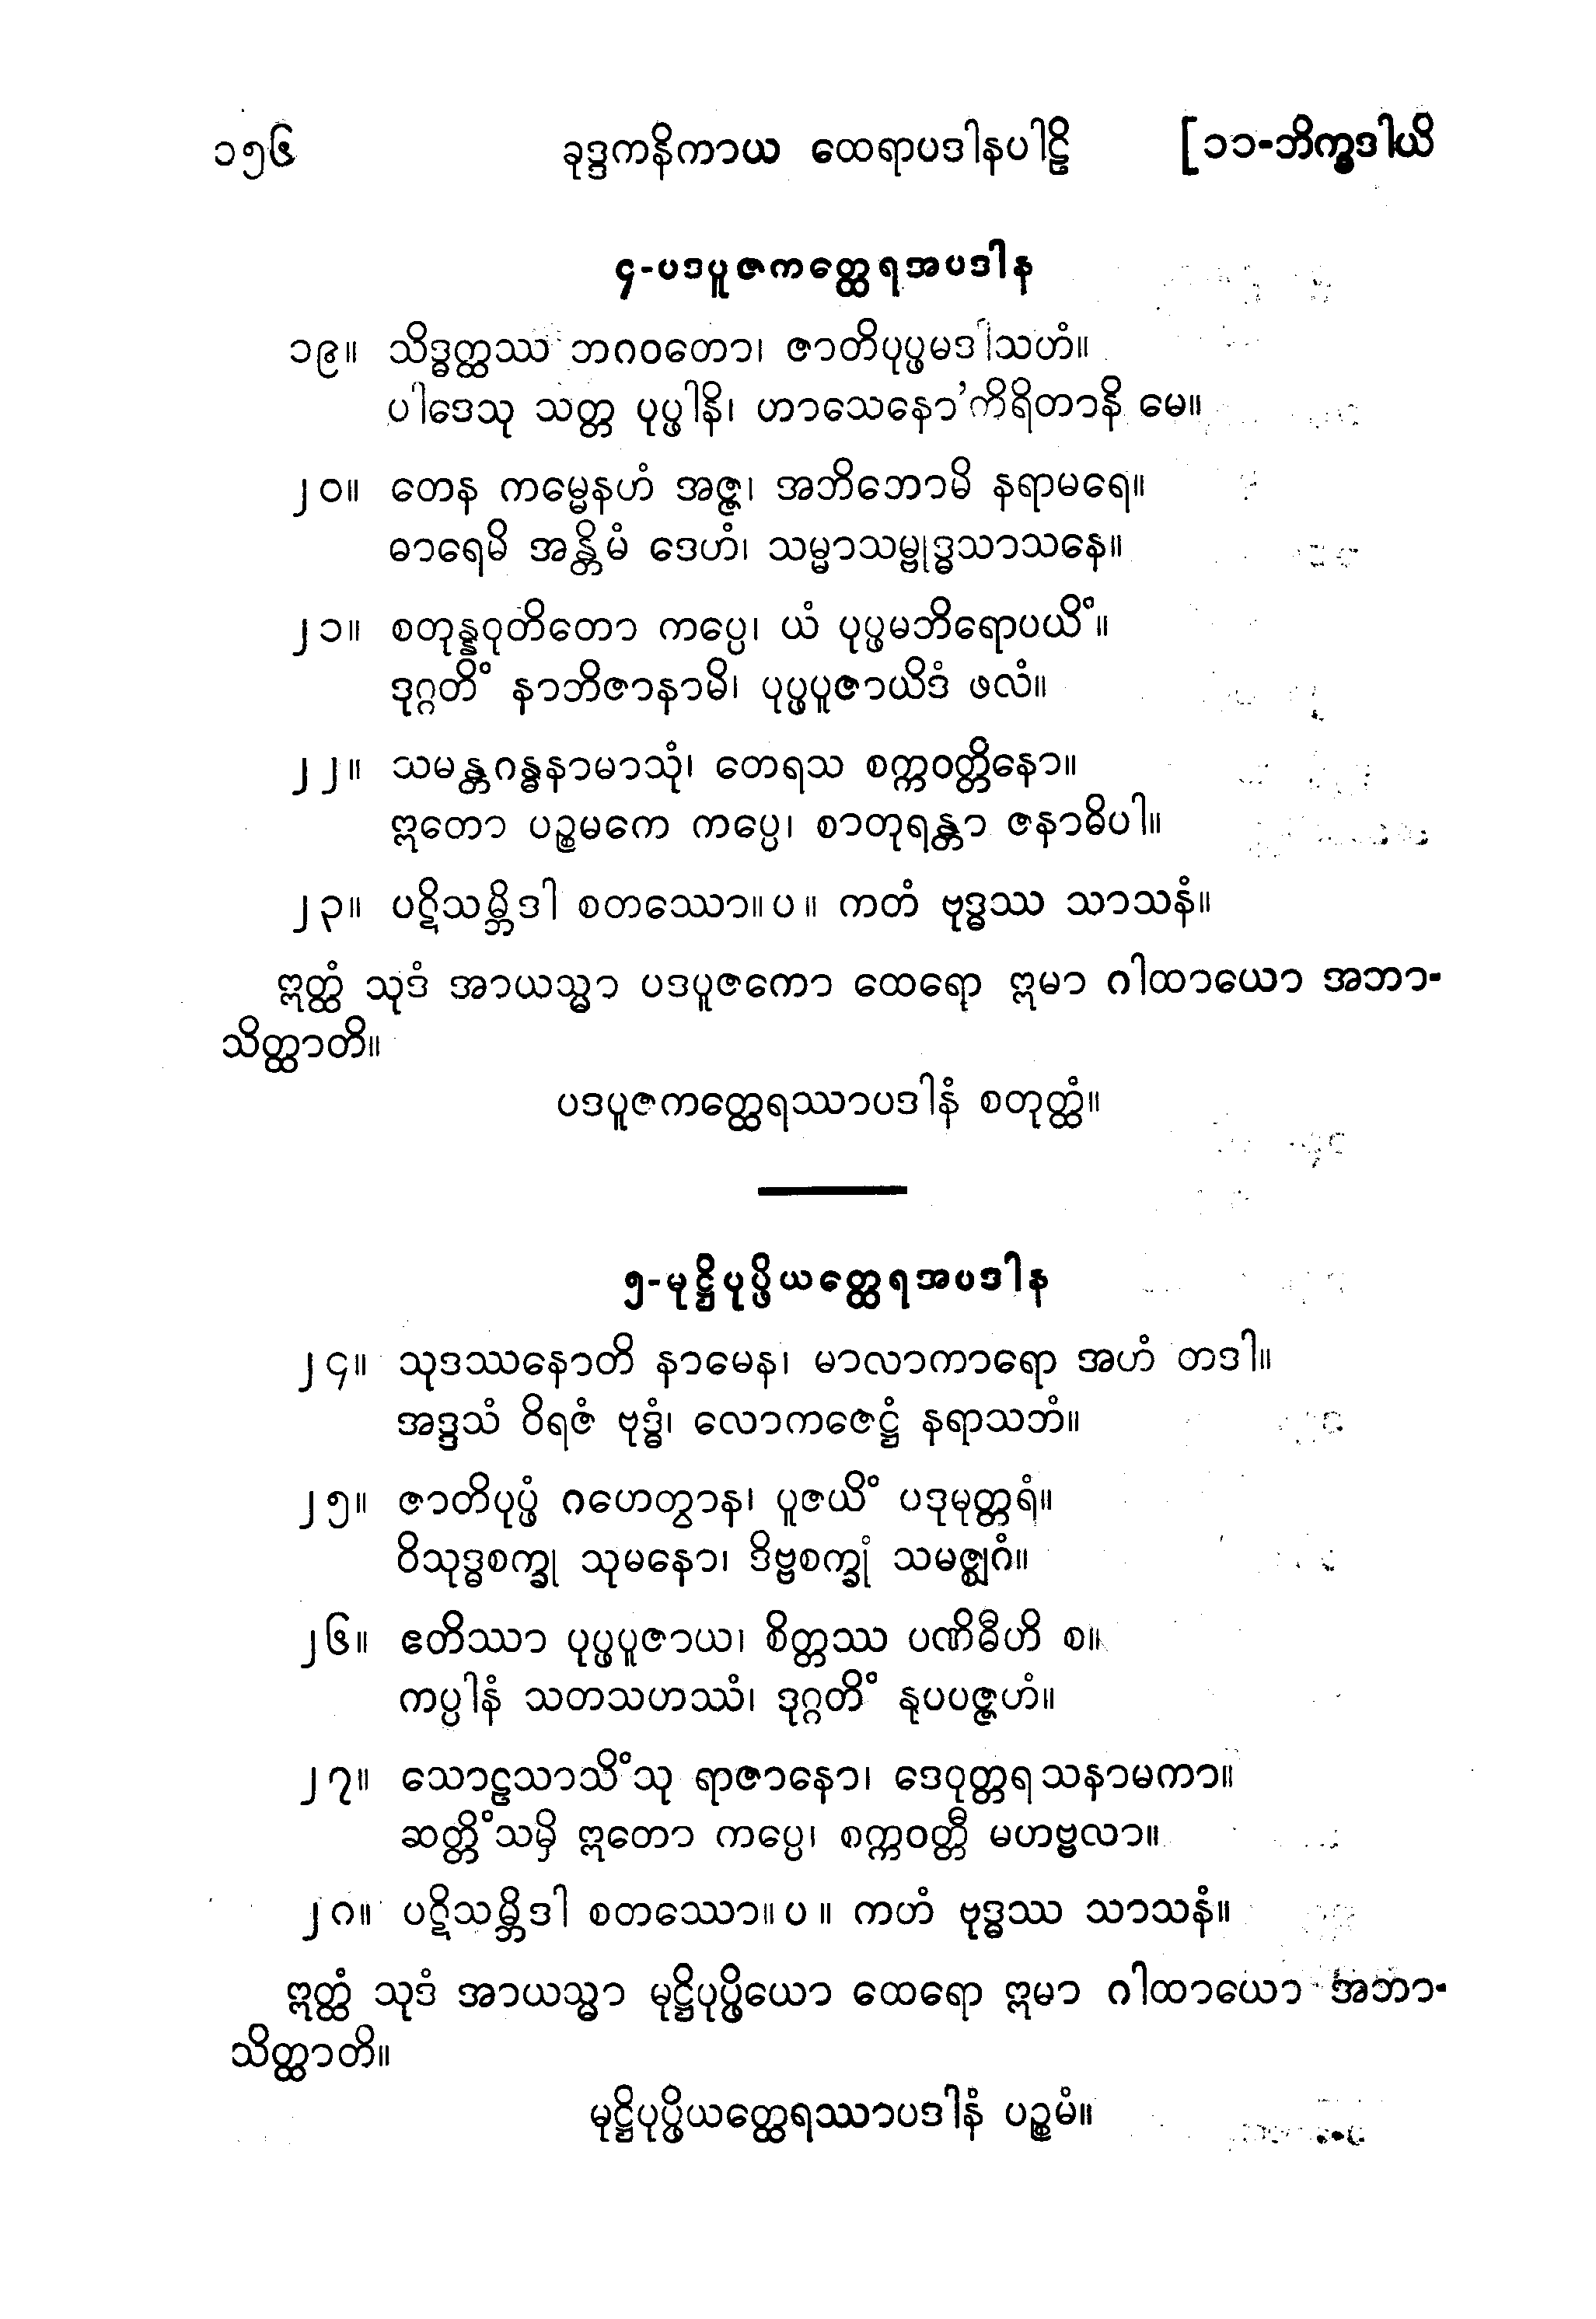 ၁၅၆ ခုဒ္ဒကနိကာယ ထေရာပဒါနပါဠိ [၁၁-ဘိက္ခဒါယိ
၄-ပဒပူဇကတ္ထေရအပဒါန
၁၉။ သိဒ္ဓတ္ထဿ ဘဂဝတော၊ ဇာတိပုပ္ဖမဒါသဟံ။
ပါဒေသု သတ္တ ပုပ္ဖါနိ၊ ဟာသေနော’ကိရိတာနိ မေ။
၂၀။ တေန ကမ္မေနဟံ အဇ္ဇ၊ အဘိဘောမိ နရာမရေ။
ဓာရေမိ အန္တိမံ ဒေဟံ၊ သမ္မာသမ္ဗုဒ္ဓသာသနေ။
၂၁။ စတုန္နဝုတိတော ကပ္ပေ၊ ယံ ပုပ္ဖမဘိရောပယိံ။
ဒုဂ္ဂတိံ နာဘိဇာနာမိ၊ ပုပ္ဖပူဇာယိဒံ ဖလံ။
၂၂။ သမန္တဂန္ဓနာမာသုံ၊ တေရသ စက္ကဝတ္တိနော။
ဣတော ပဉ္စမကေ ကပ္ပေ၊ စာတုရန္တာ ဇနာဓိပါ။
၂၃။ ပဋိသမ္ဘိဒါ စတဿော။ပ။ ကတံ ဗုဒ္ဓဿ သာသနံ။
ဣတ္ထံ သုဒံ အာယသ္မာ ပဒပူဇကော ထေရော ဣမာ ဂါထာယော အဘာ-
သိတ္ထာတိ။
ပဒပူဇကတ္ထေရဿာပဒါနံ စတုတ္ထံ။
၅-မုဋ္ဌိပုပ္ဖိယတ္ထေရအပဒါန
၂၄။ သုဒဿနောတိ နာမေန၊ မာလာကာရော အဟံ တဒါ။
အဒ္ဒသံ ဝိရဇံ ဗုဒ္ဓံ၊ လောကဇေဋ္ဌံ နရာသဘံ။
၂၅။ ဇာတိပုပ္ဖံ ဂဟေတွာန၊ ပူဇယိံ ပဒုမုတ္တရံ။
ဝိသုဒ္ဓစက္ခု သုမနော၊ ဒိဗ္ဗစက္ခုံ သမဇ္ဈဂံ။
၂၆။ ဧတိဿာ ပုပ္ဖပူဇာယ၊ စိတ္တဿ ပဏိဓီဟိ စ။
ကပ္ပါနံ သတသဟဿံ၊ ဒုဂ္ဂတိံ နုပပဇ္ဇဟံ။
၂၇။ သောဠသာသိံသု ရာဇာနော၊ ဒေဝုတ္တရသနာမကာ။
ဆတ္တိံသမှိ ဣတော ကပ္ပေ၊ စက္ကဝတ္တီ မဟဗ္ဗလာ။
၂၈။ ပဋိသမ္ဘိဒါ စတဿော။ပ။ ကဟံ ဗုဒ္ဓဿ သာသနံ။
ဣတ္ထံ သုဒံ အာယသ္မာ မုဋ္ဌိပုပ္ဖိယော ထေရော ဣမာ ဂါထာယော အဘာ-
သိတ္ထာတိ။
မုဋ္ဌိပုပ္ဖိယတ္ထေရဿာပဒါနံ ပဉ္စမံ။